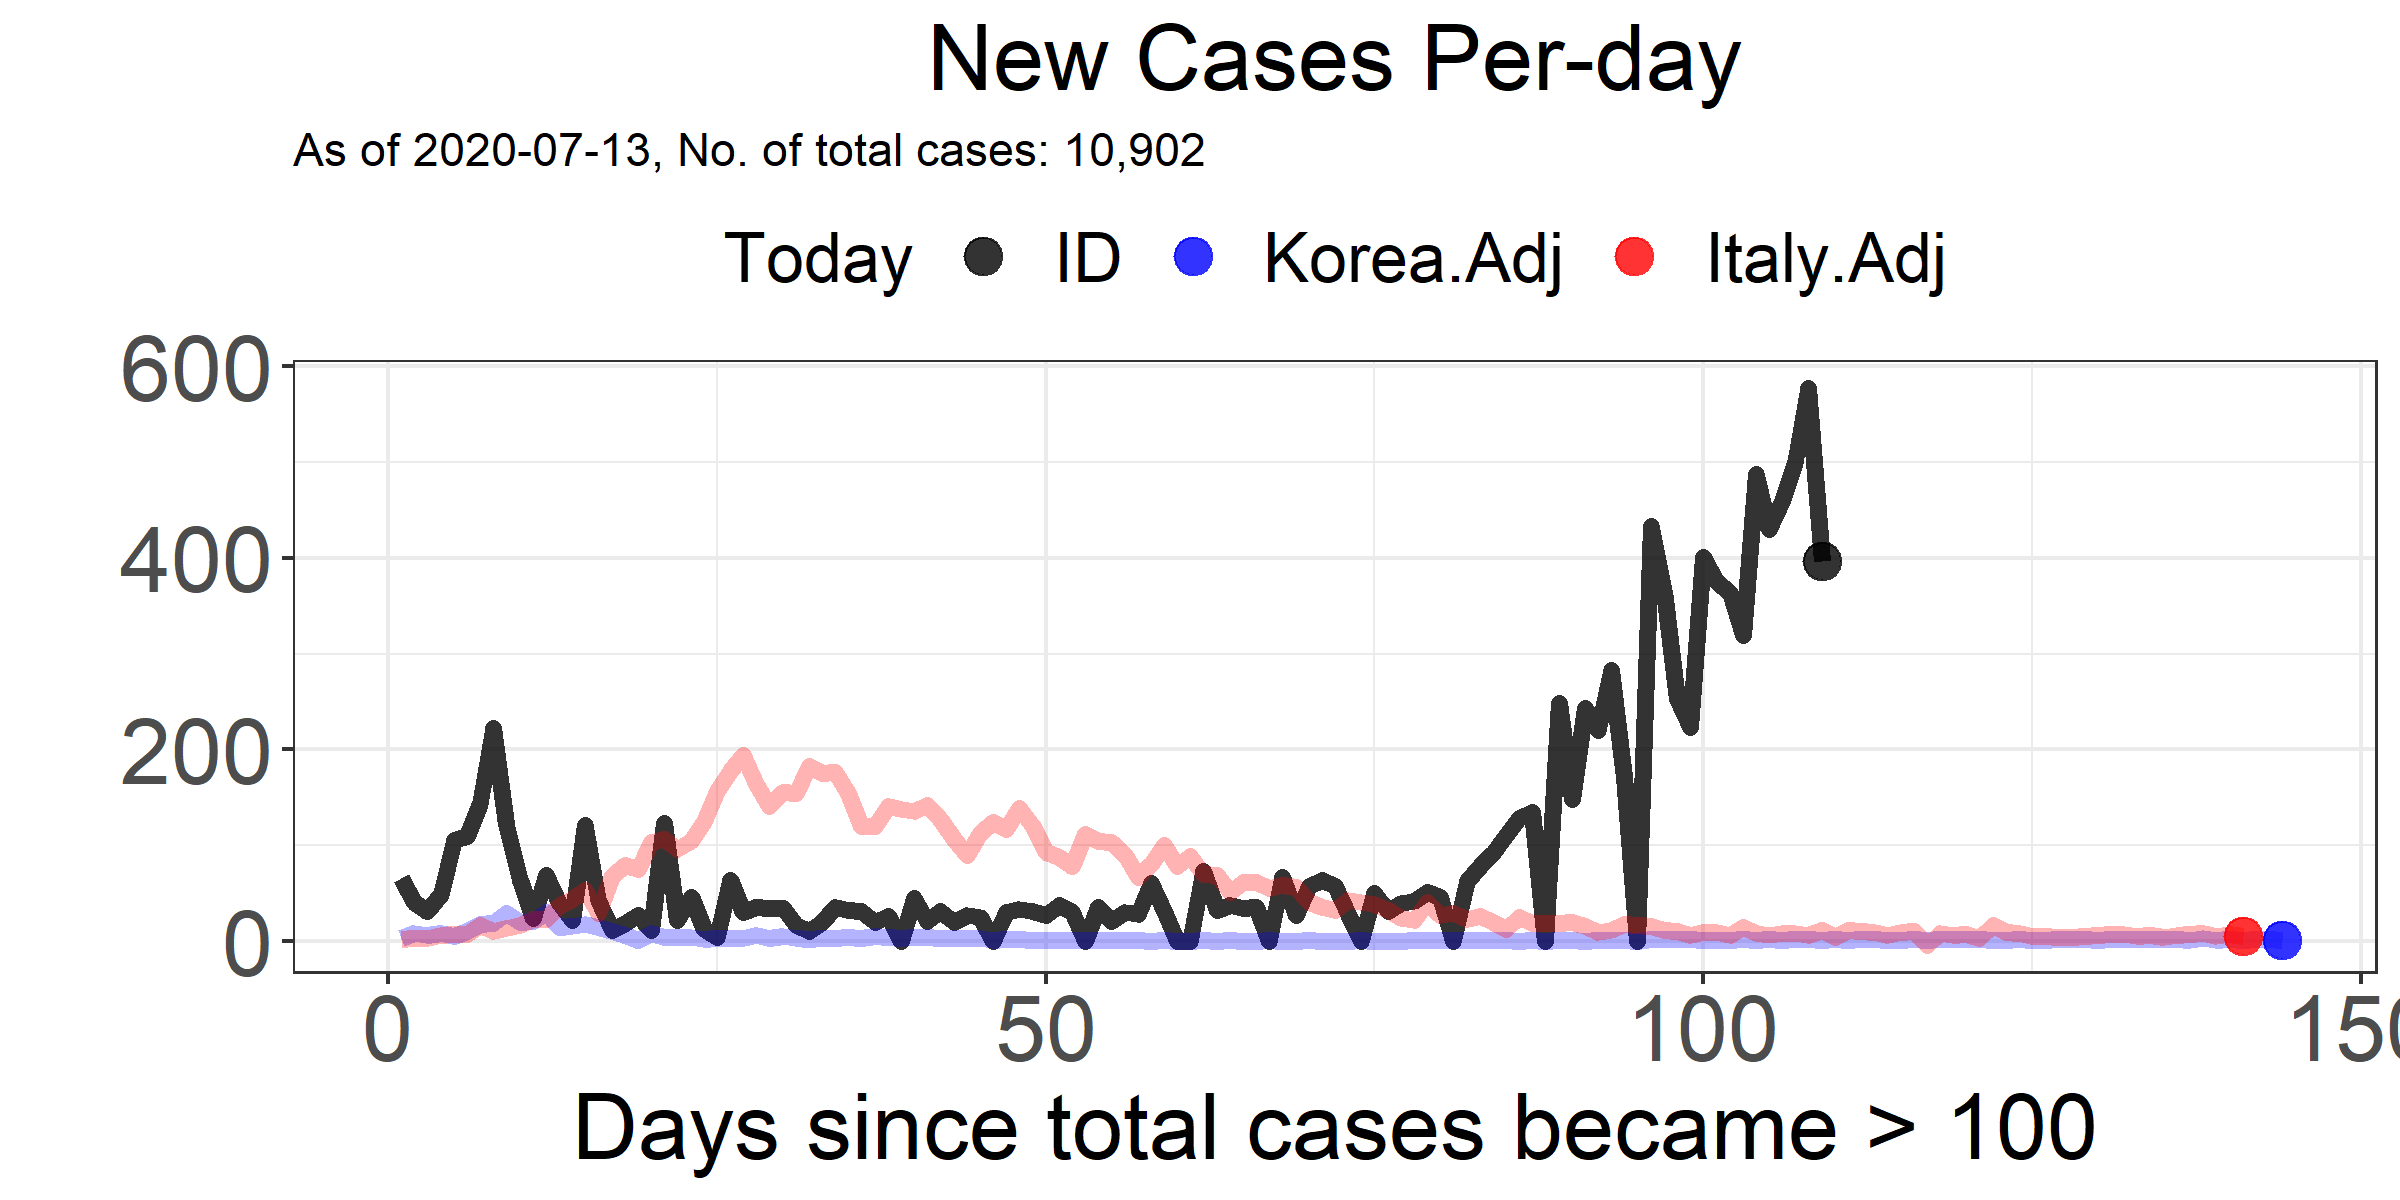 New Cases Per-day
As of 2020-07-13, No. of total cases: 10,902
Today ID Korea.Adj Italy.Adj
600
400
200
0
0 50 100 150
Days since total cases became > 100